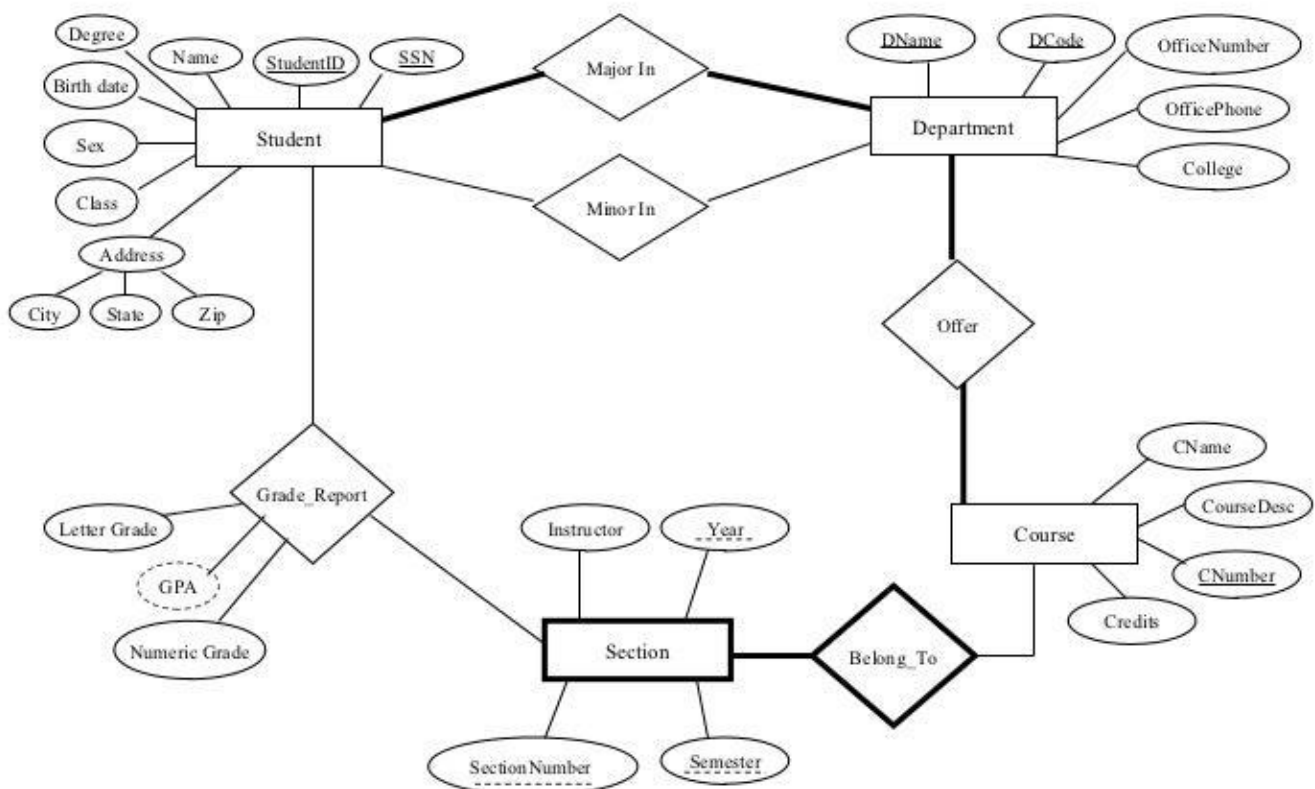 Degree
Name
StudentID
SSN
Major In
DName
DCode
OfficeNumber
Birth date
OfficePhone
Student
Department
Sex
College
Class
Minor In
Address
City
State
Zip
Offer
CName
Grade_Report
CourseDesc
Letter Grade
Instructor
Year
Course
CNumber
GPA
Credits
Numeric Grade
Section
Belong_To
SectionNumber
Semester